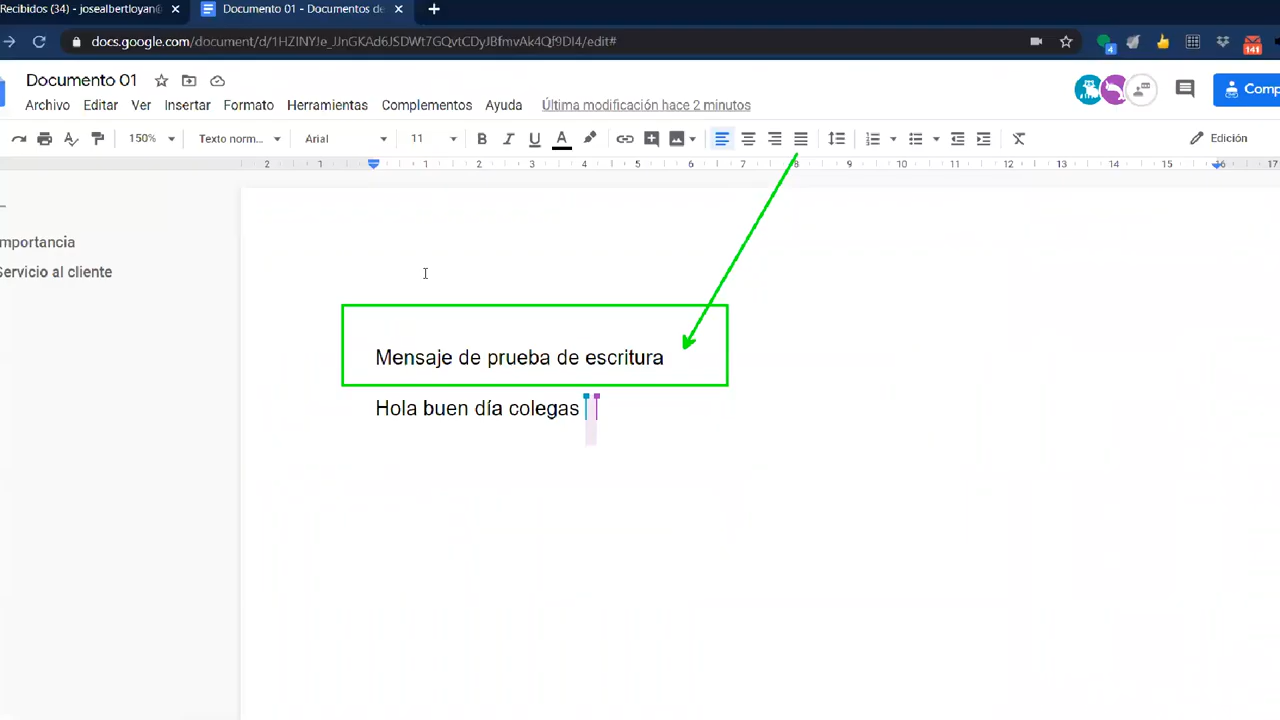 Recibidos (34) - josealbertloyan@
Documento 01 - Documentos de
docs.google.com/document/d/1HZINYJe_JJnGKAd6JSDWt7GQvtCDyJBfmvAk4Qf9DI4/edit#
4
141
Documento 01
Archivo Editar Ver Insertar Formato Herramientas Complementos Ayuda Última modificación hace 2 minutos
Comp
150% Texto norm... Arial 11 B I U A Edición
2 1 1 2 3 4 5 6 7 8 9 10 11 12 13 14 15 16 17
mportancia
Servicio al cliente
Mensaje de prueba de escritura
Hola buen día colegas